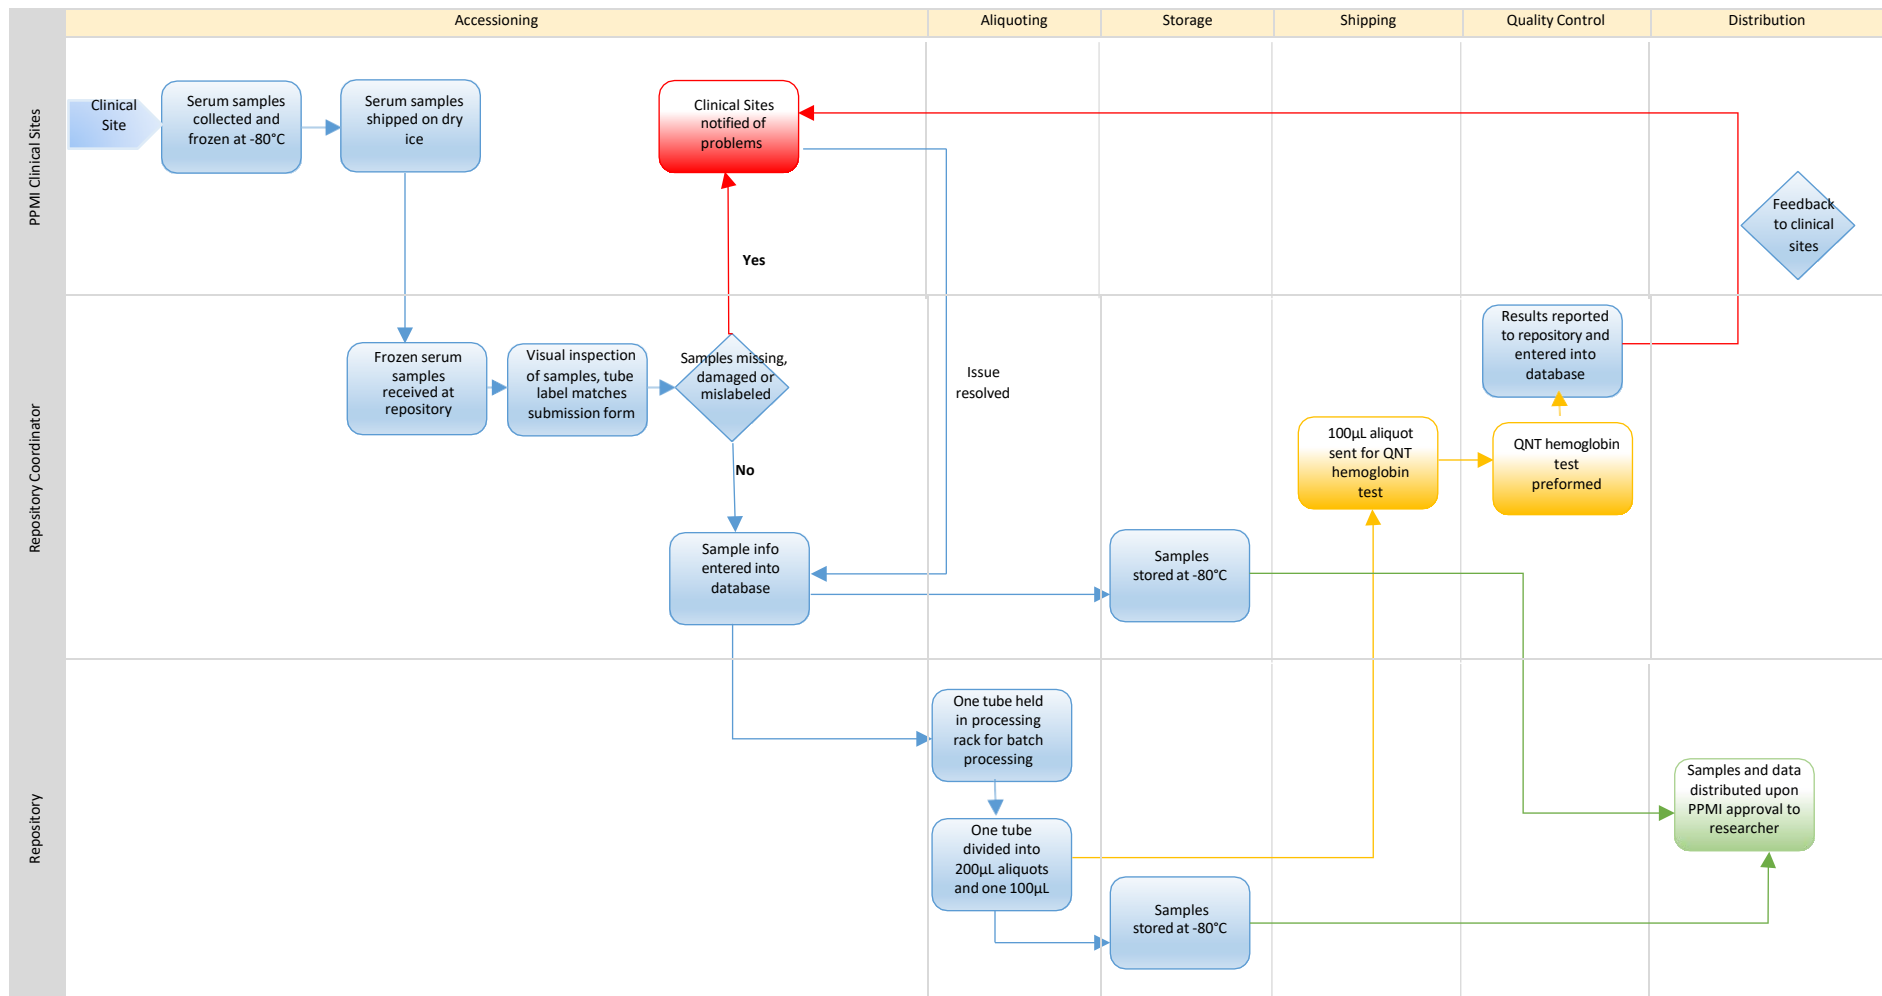 Accessioning
Aliquoting
Storage
Shipping
Quality Control
Distribution
PPMI Clinical Sites
Clinical
Site
Serum samples
collected and
frozen at -80°C
Serum samples
shipped on dry
ice
Clinical Sites
notified of
problems
Feedback
to clinical
sites
Yes
Repository Coordinator
Frozen serum
samples
received at
repository
Visual inspection
of samples, tube
label matches
submission form
Samples missing,
damaged or
mislabeled
Issue
resolved
Results reported
to repository and
entered into
database
100µL aliquot
sent for QNT
hemoglobin
test
QNT hemoglobin
test
preformed
No
Sample info
entered into
database
Samples
stored at -80°C
Repository
One tube held
in processing
rack for batch
processing
One tube
divided into
200µL aliquots
and one 100µL
Samples
stored at -80°C
Samples and data
distributed upon
PPMI approval to
researcher